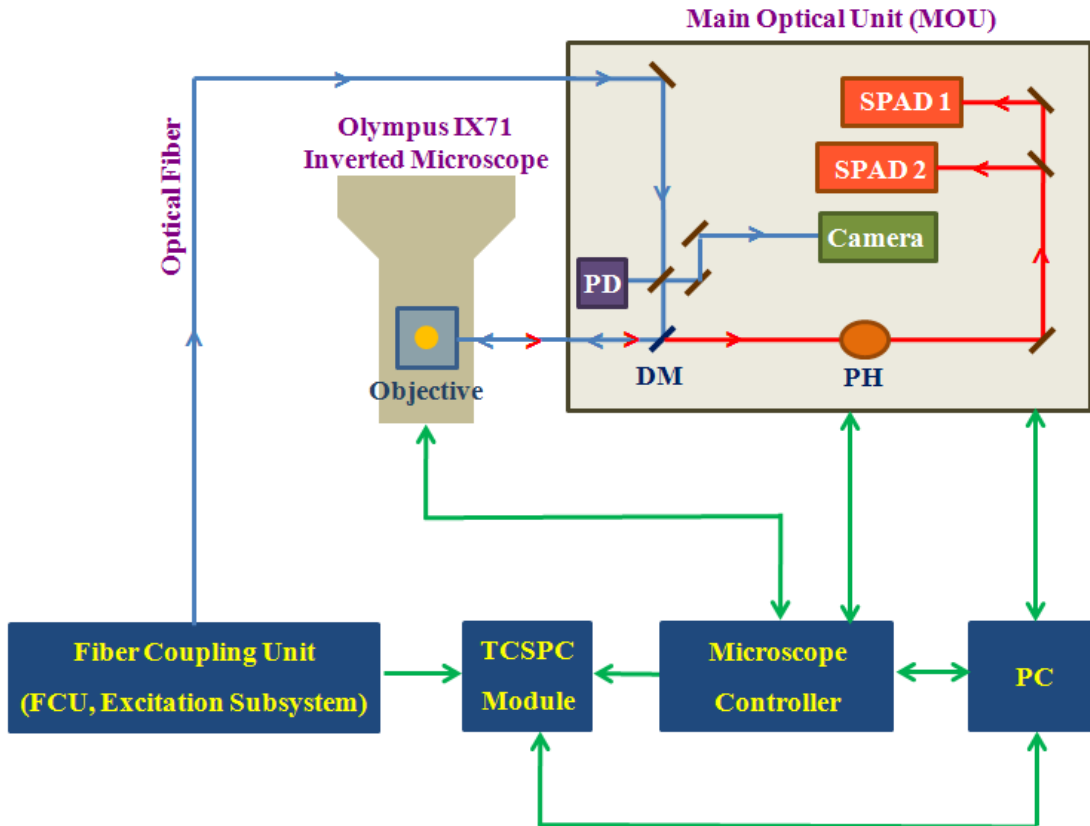 Main Optical Unit (MOU)
Optical Fiber
Olympus IX71
Inverted Microscope
SPAD 1
SPAD 2
Camera
PD
DM
PH
Objective
Fiber Coupling Unit
(FCU, Excitation Subsystem)
TCSPC
Module
Microscope
Controller
PC